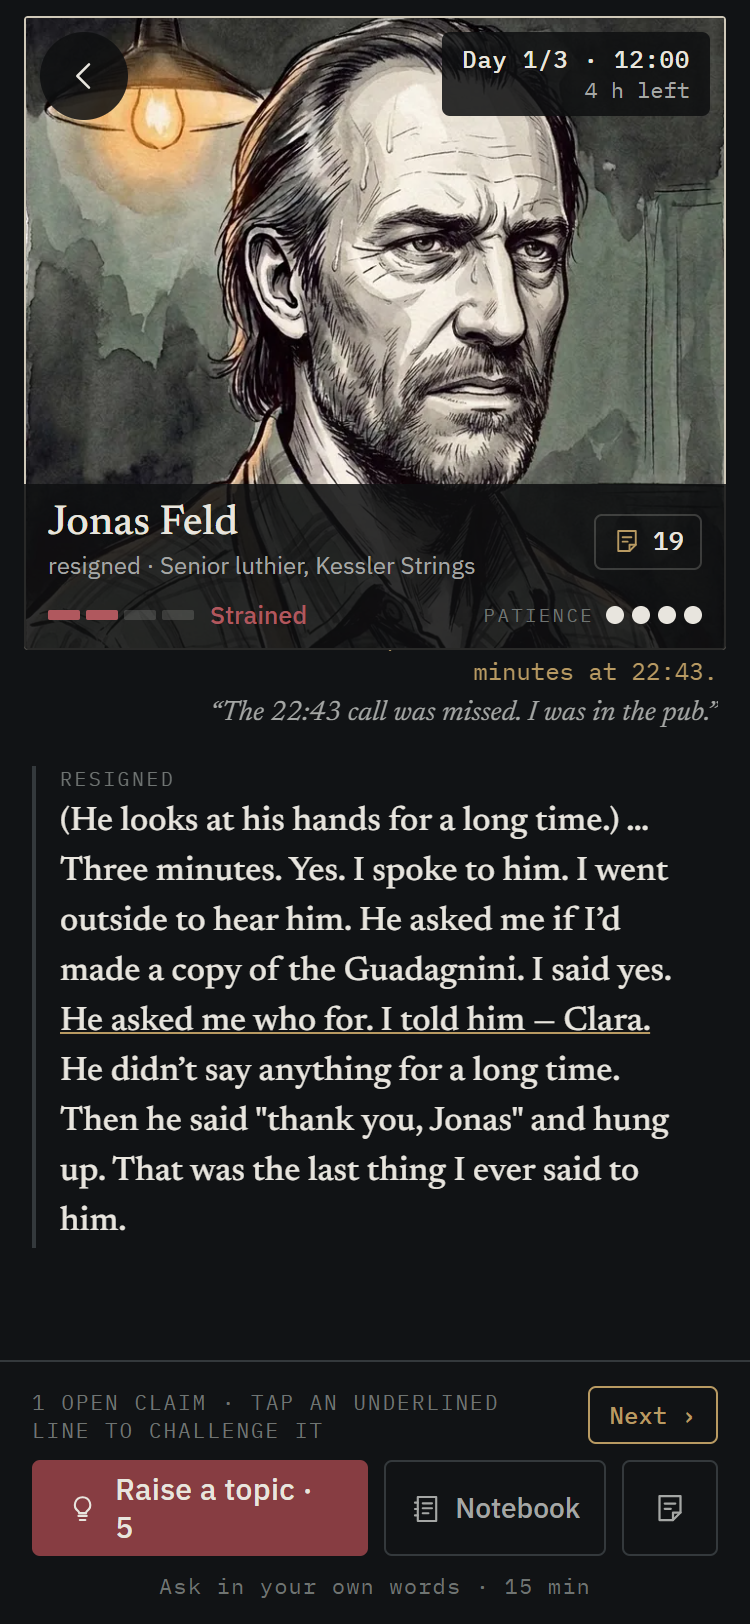 Day 1/3 · 12:00
4 h left
Jonas Feld
resigned · Senior luthier, Kessler Strings
19
Strained
PATIENCE
minutes at 22:43.
“The 22:43 call was missed. I was in the pub.”
RESIGNED
(He looks at his hands for a long time.) ...
Three minutes. Yes. I spoke to him. I went
outside to hear him. He asked me if I’d
made a copy of the Guadagnini. I said yes.
He asked me who for. I told him — Clara.
He didn’t say anything for a long time.
Then he said "thank you, Jonas" and hung
up. That was the last thing I ever said to
him.
1 OPEN CLAIM · TAP AN UNDERLINED
LINE TO CHALLENGE IT
Next ›
Raise a topic ·
5
Notebook
Ask in your own words · 15 min